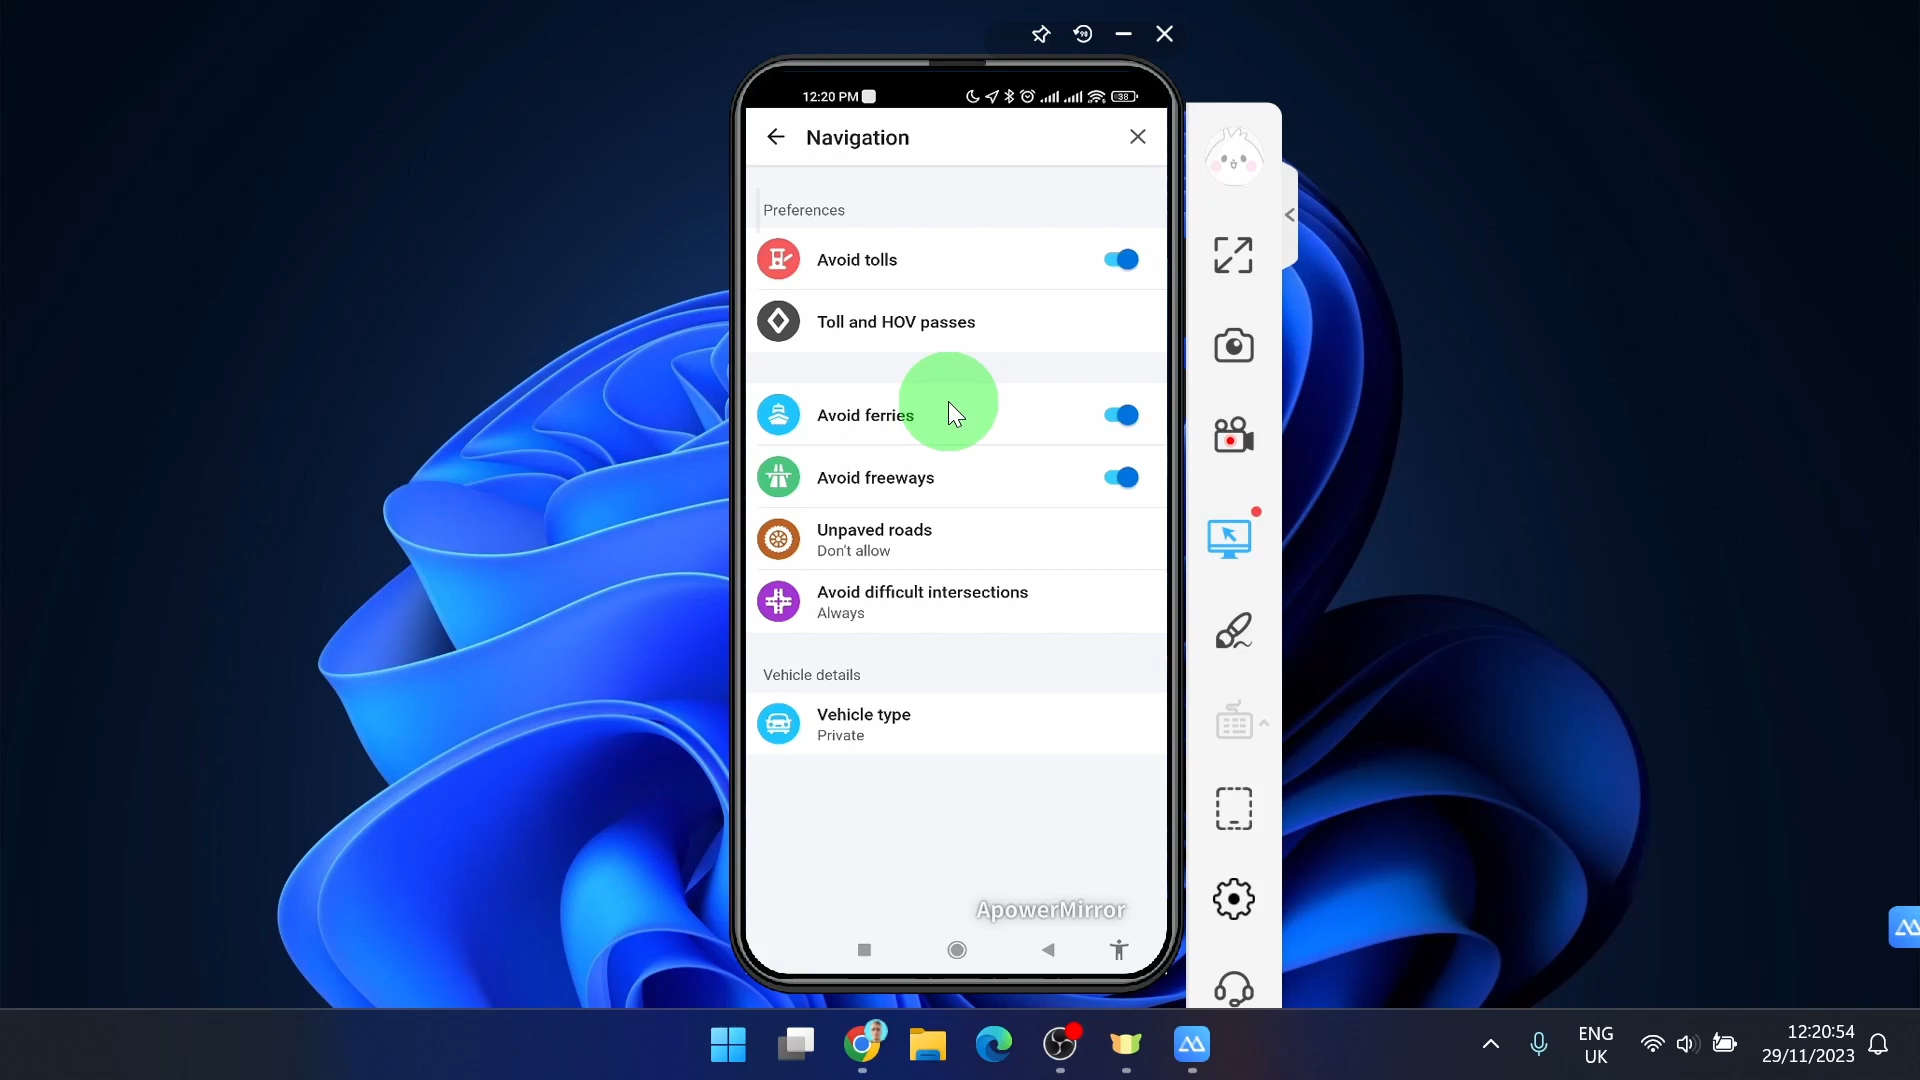 12:20 PM
38
Navigation
Preferences
Avoid tolls
Toll and HOV passes
Avoid ferries
Avoid freeways
Unpaved roads
Don't allow
Avoid difficult intersections
Always
Vehicle details
Vehicle type
Private
ApowerMirror
ENG
UK
12:20:54
29/11/2023